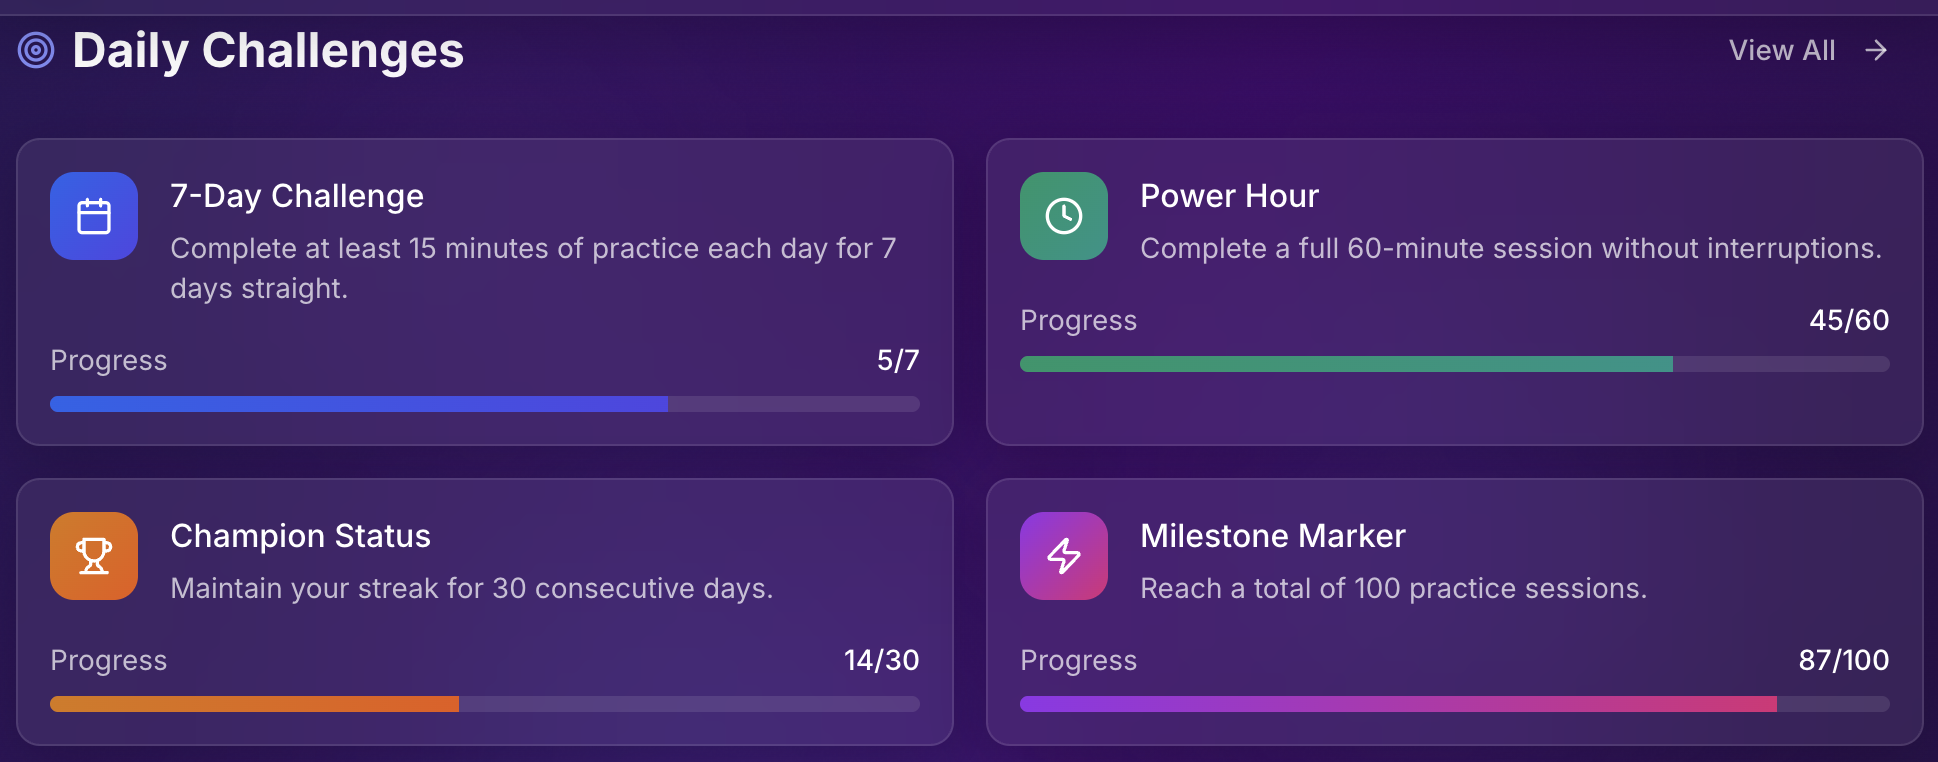 Daily Challenges
View All
7-Day Challenge
Complete at least 15 minutes of practice each day for 7
days straight.
Progress
5/7
Power Hour
Complete a full 60-minute session without interruptions.
Progress
45/60
Champion Status
Maintain your streak for 30 consecutive days.
Progress
14/30
Milestone Marker
Reach a total of 100 practice sessions.
Progress
87/100